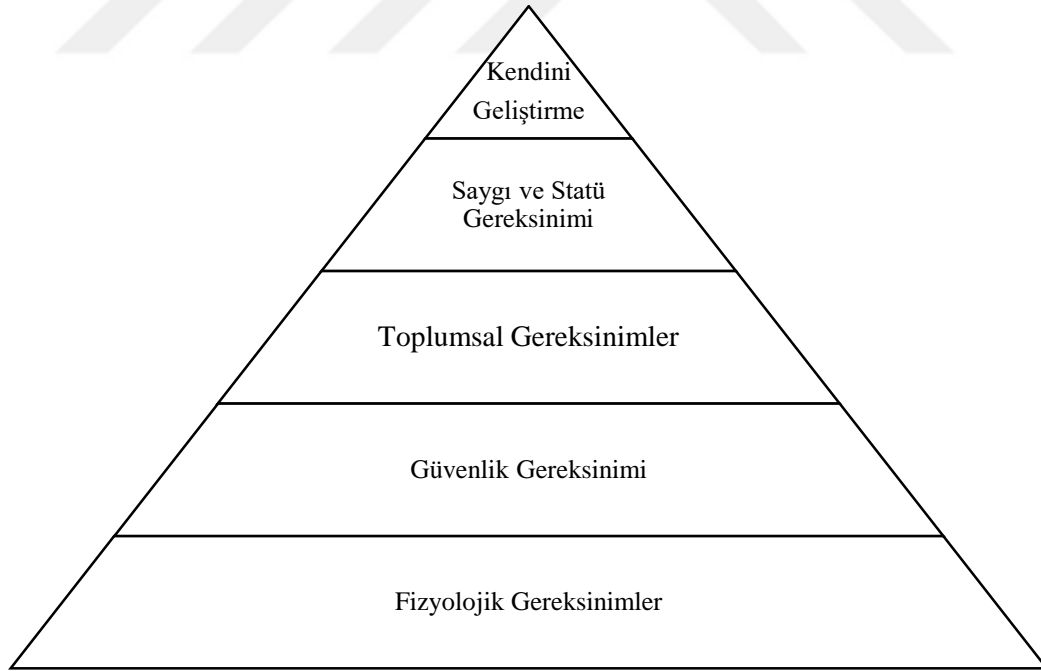 Kendini
Geliştirme
Saygı ve Statü
Gereksinimi
Toplumsal Gereksinimler
Güvenlik Gereksinimi
Fizyolojik Gereksinimler